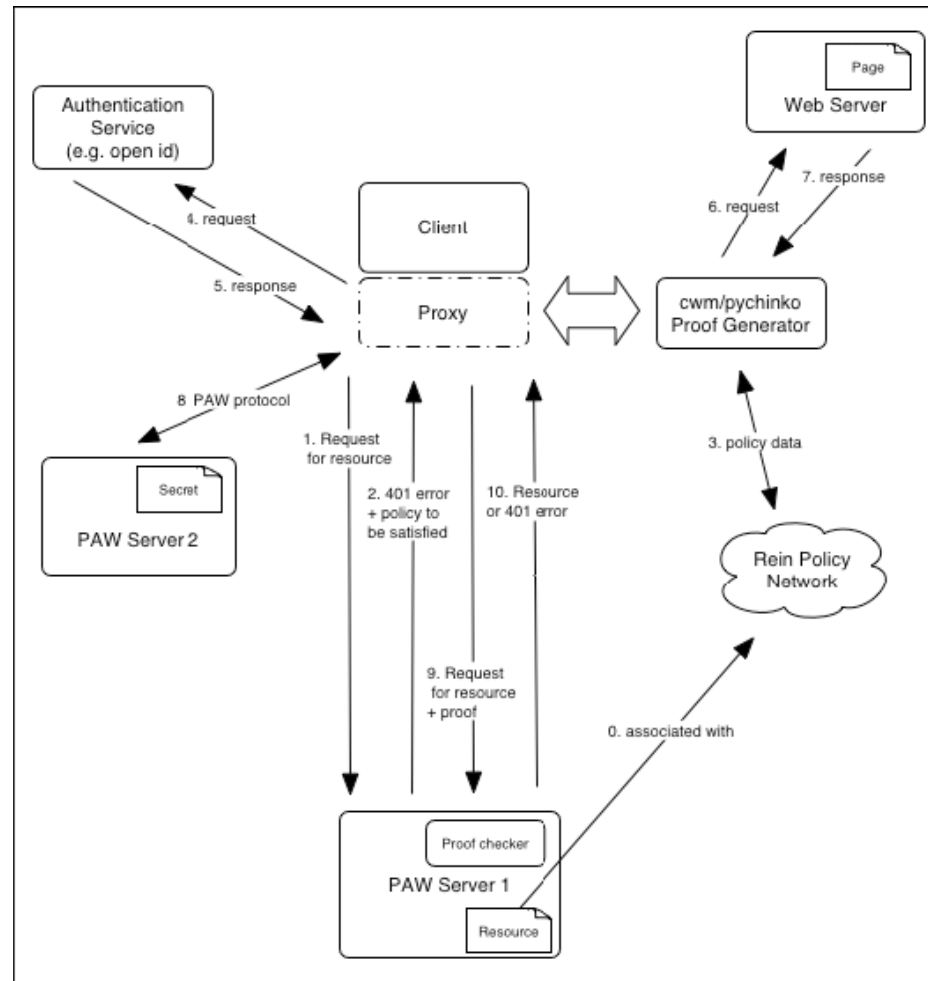 Page
Web Server
Authentication
Service
(e.g. open id)
7. response
6. request
4. request
Client
5. response
Proxy
cwm/pychinko
Proof Generator
8 PAW protocol
1. Request
for resource
3. policy data
Secret
PAW Server 2
2. 401 error
+ policy to
be satisfied
10. Resource
or 401 error
Rein Policy
Network
9. Request
for resource
+ proof
0. associated with
Proof checker
PAW Server 1
Resource